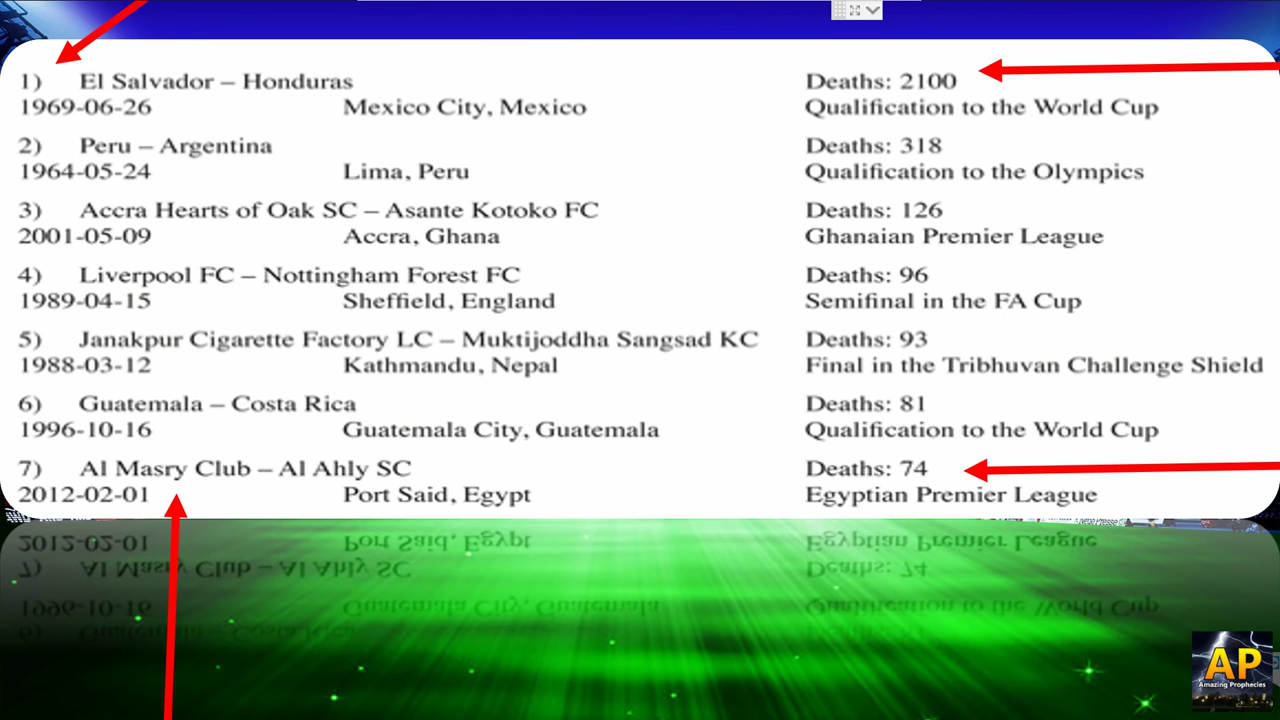 1) El Salvador – Honduras Deaths: 2100
1969-06-26 Mexico City, Mexico Qualification to the World Cup
2) Peru – Argentina Deaths: 318
1964-05-24 Lima, Peru Qualification to the Olympics
3) Accra Hearts of Oak SC – Asante Kotoko FC Deaths: 126
2001-05-09 Accra, Ghana Ghanaian Premier League
4) Liverpool FC – Nottingham Forest FC Deaths: 96
1989-04-15 Sheffield, England Semifinal in the FA Cup
5) Janakpur Cigarette Factory LC – Muktijoddha Sangsad KC Deaths: 93
1988-03-12 Kathmandu, Nepal Final in the Tribhuvan Challenge Shield
6) Guatemala – Costa Rica Deaths: 81
1996-10-16 Guatemala City, Guatemala Qualification to the World Cup
7) Al Masry Club – Al Ahly SC Deaths: 74
2012-02-01 Port Said, Egypt Egyptian Premier League
AP
Amazing Prophecies